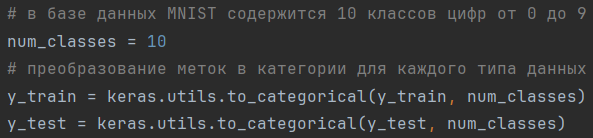 # в базе данных MNIST содержится 10 классов цифр от 0 до 9
num_classes = 10
# преобразование меток в категории для каждого типа данных
y_train = keras.utils.to_categorical(y_train, num_classes)
y_test = keras.utils.to_categorical(y_test, num_classes)